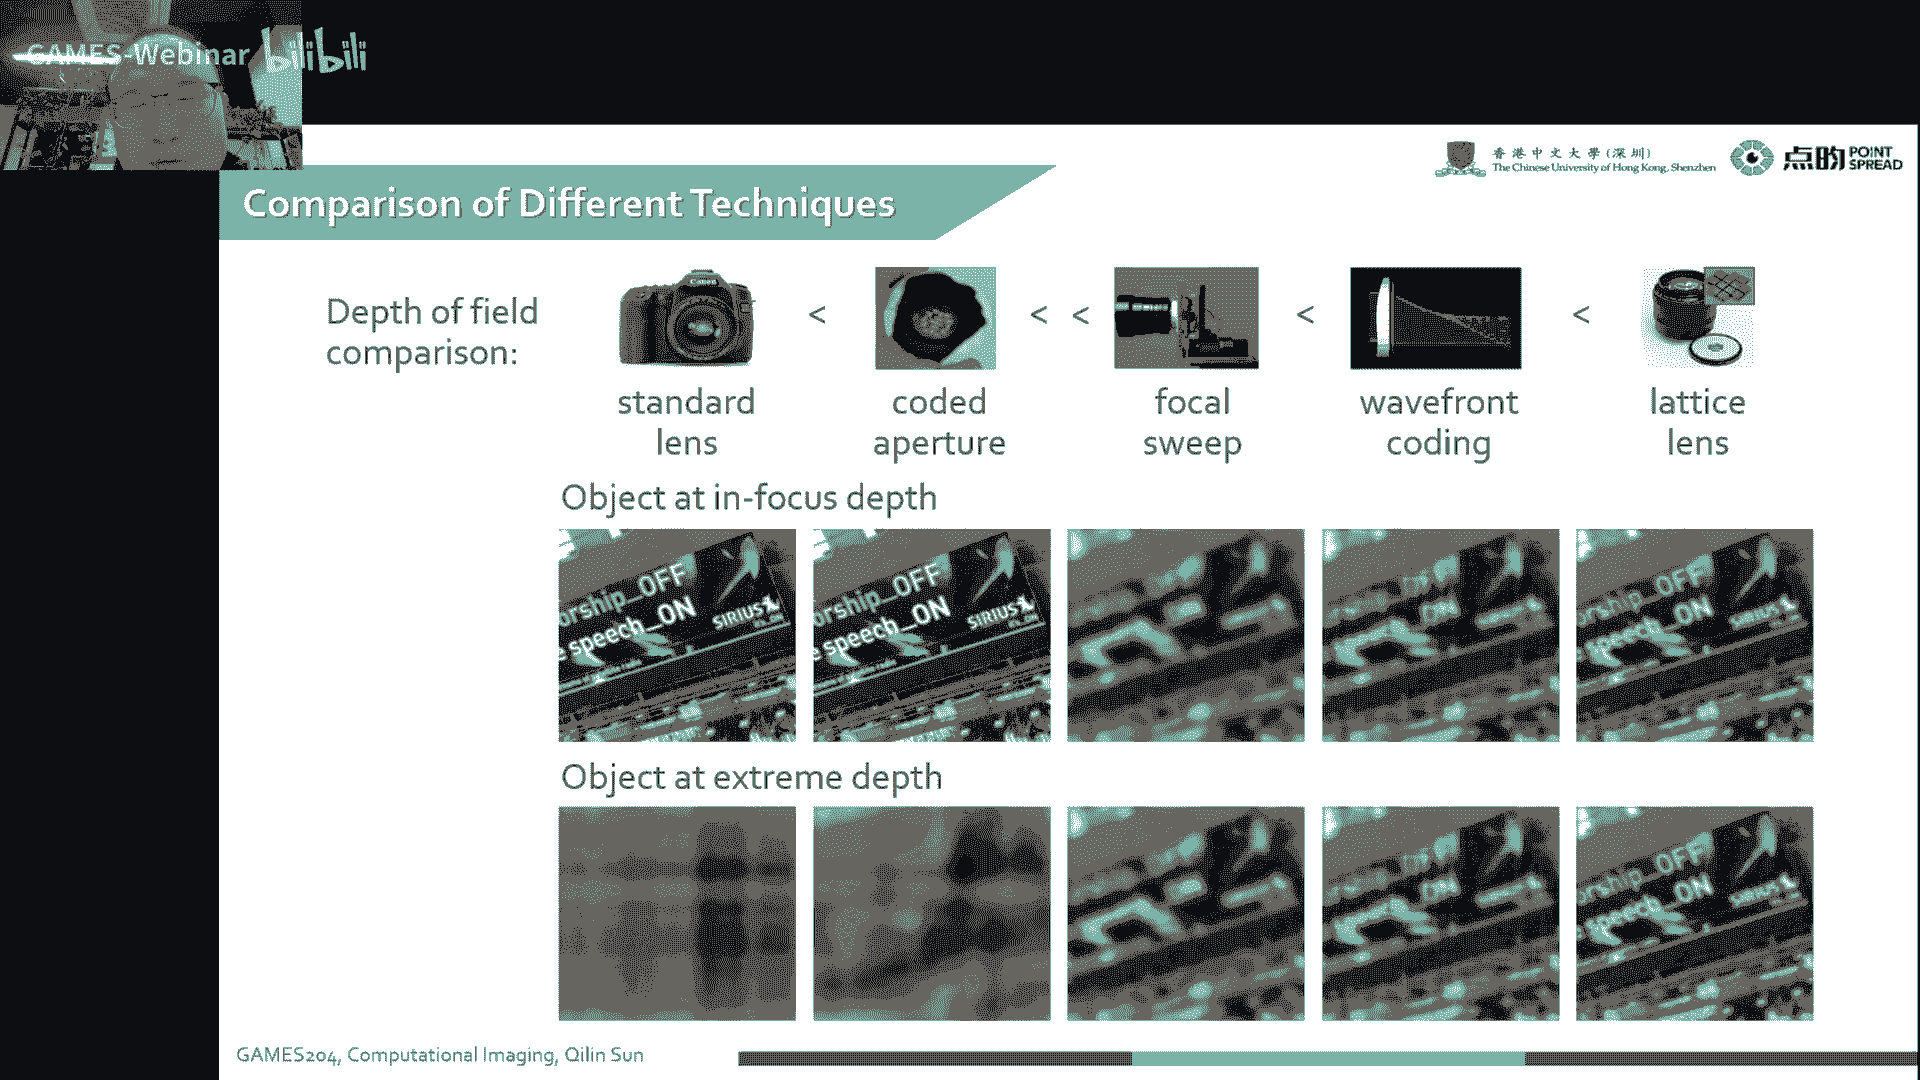 GAMES-Webinar bilibili
香港中文大學(深圳)
The Chinese University of Hong Kong, Shenzhen
点昀 POINT SPREAD
Comparison of Different Techniques
Depth of field
comparison:
Canon
< < < < <
standard
lens
coded
aperture
focal
sweep
wavefront
coding
lattice
lens
Object at in-focus depth
orship_OFF
e speech_ON
SIRIUS
orship_OFF
speech_ON
SIRIUS
ON
orship_OFF
e speech_ON
SIRIUS
Object at extreme depth
ON
orship_OFF
speech_ON
SIRIUS
GAMES204, Computational Imaging, Qilin Sun